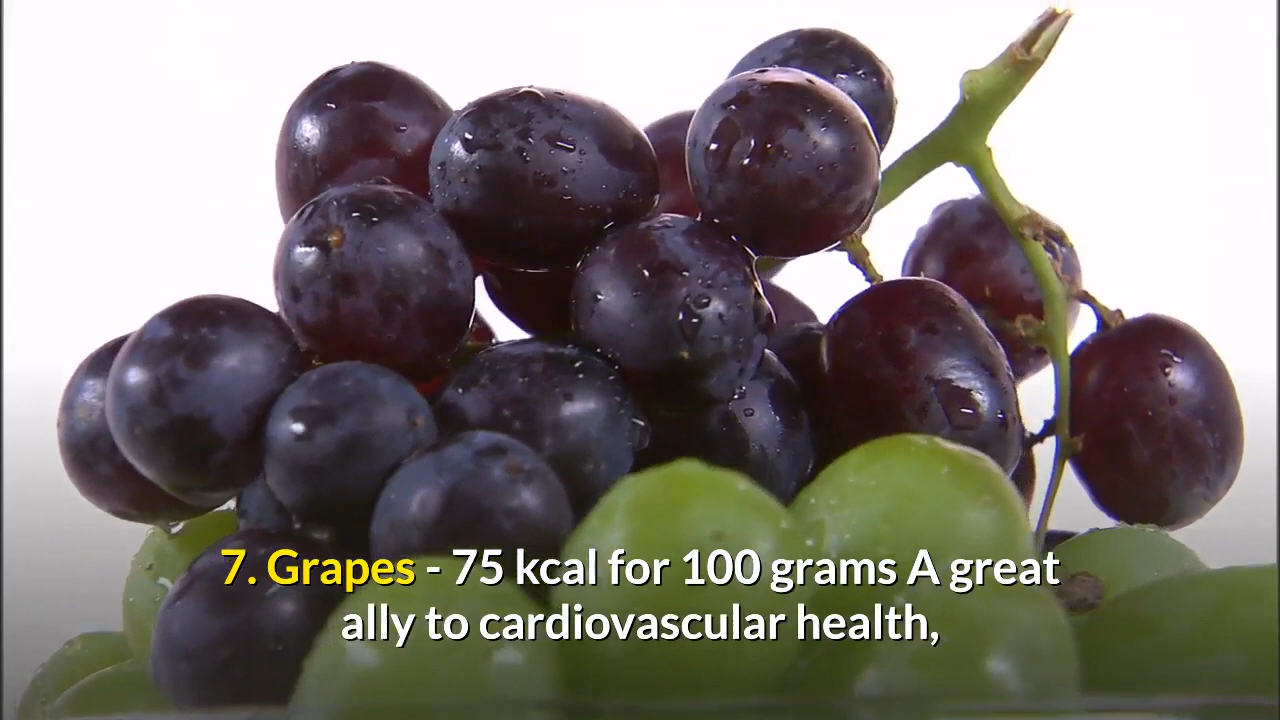 7. Grapes - 75 kcal for 100 grams A great
ally to cardiovascular health,